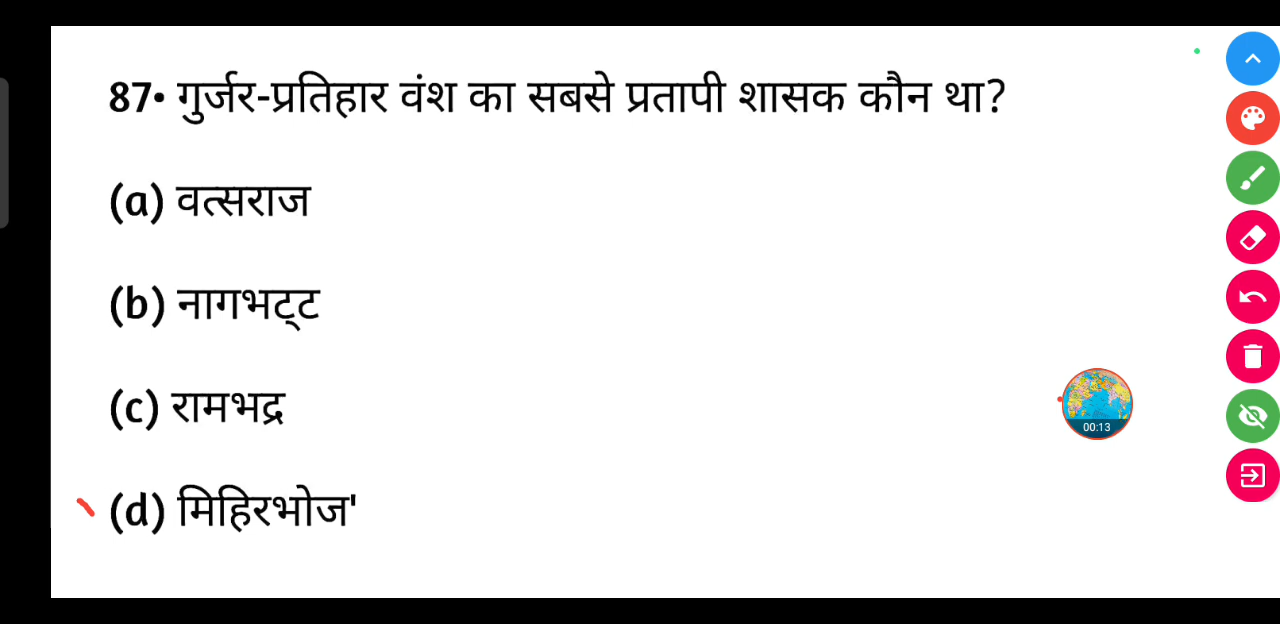 87• गुर्जर-प्रतिहार वंश का सबसे प्रतापी शासक कौन था?
(a) वत्सराज
(b) नागभट्ट
(c) रामभद्र
00:13
(d) मिहिरभोज'